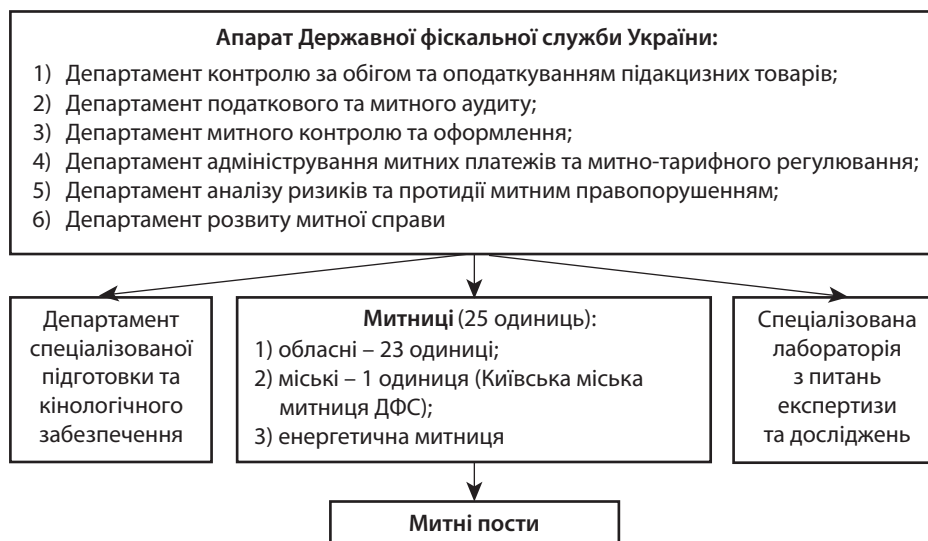 Апарат Державної фіскальної служби України:
1) Департамент контролю за обігом та оподаткуванням підакцизних товарів;
2) Департамент податкового та митного аудиту;
3) Департамент митного контролю та оформлення;
4) Департамент адміністрування митних платежів та митно-тарифного регулювання;
5) Департамент аналізу ризиків та протидії митним правопорушенням;
6) Департамент розвитку митної справи
Департамент
спеціалізованої
підготовки та
кінологічного
забезпечення
Митниці (25 одиниць):
1) обласні – 23 одиниці;
2) міські – 1 одиниця (Київська міська
митниця ДФС);
3) енергетична митниця
Спеціалізована
лабораторія
з питань
експертизи
та досліджень
Митні пости